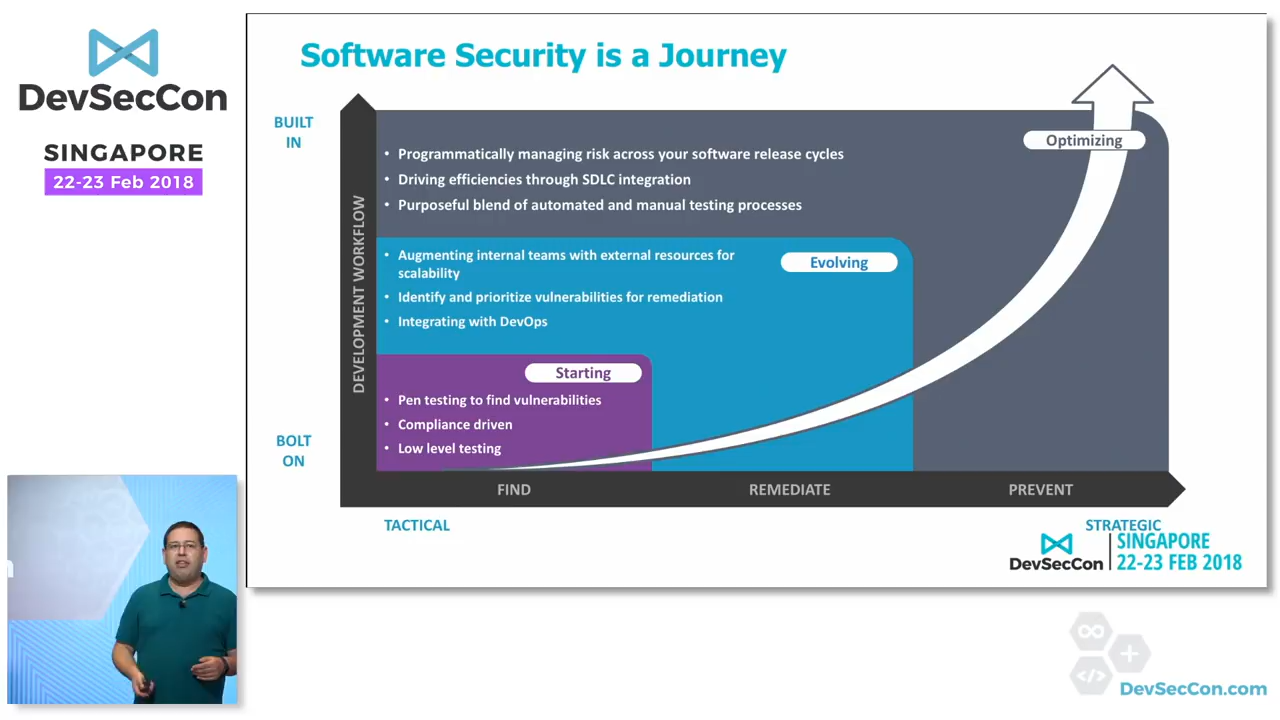 DevSecCon
SINGAPORE
22-23 Feb 2018
Software Security is a Journey
BUILT
IN
DEVELOPMENT WORKFLOW
• Programmatically managing risk across your software release cycles
• Driving efficiencies through SDLC integration
• Purposeful blend of automated and manual testing processes
Optimizing
• Augmenting internal teams with external resources for
scalability
• Identify and prioritize vulnerabilities for remediation
• Integrating with DevOps
Evolving
Starting
• Pen testing to find vulnerabilities
• Compliance driven
• Low level testing
BOLT
ON
FIND
REMEDIATE
PREVENT
TACTICAL
STRATEGIC
DevSecCon
SINGAPORE
22-23 FEB 2018
DevSecCon.com